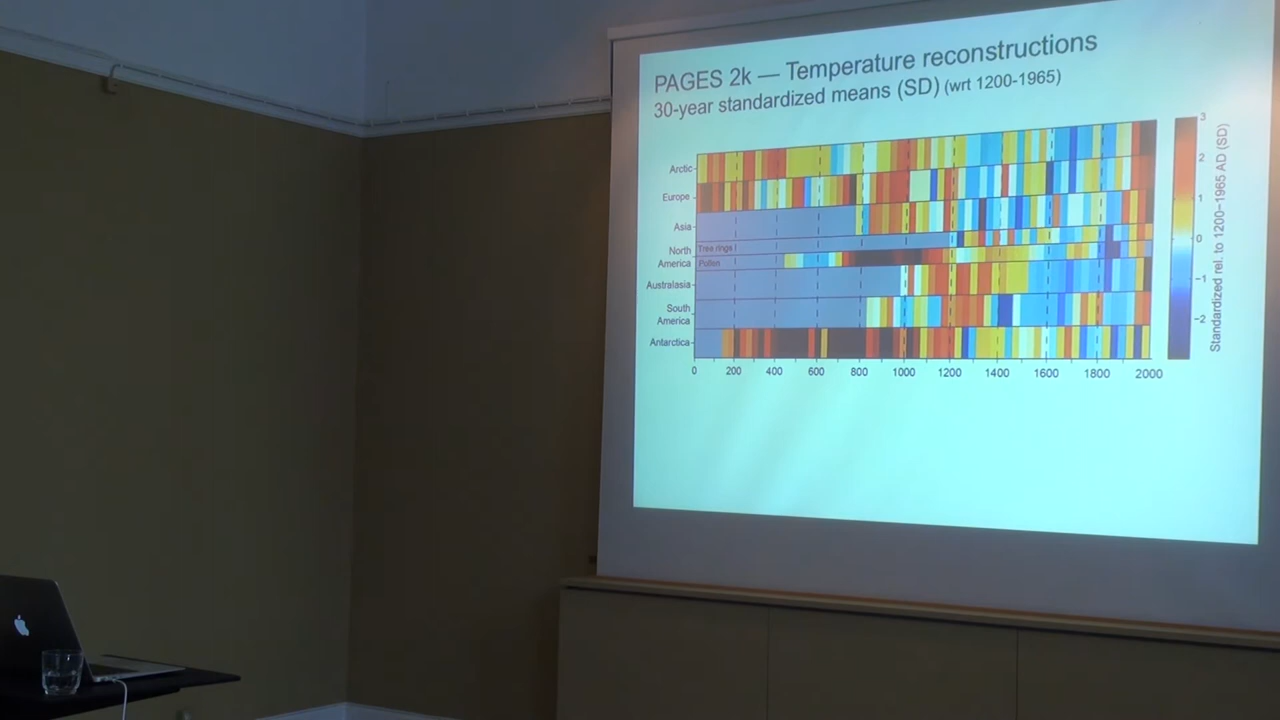 PAGES 2k — Temperature reconstructions
30-year standardized means (SD) (wrt 1200-1965)
Arctic
Europe
Asia
North
America
Tree rings
Pollen
Australasia
South
America
Antarctica
0 200 400 600 800 1000 1200 1400 1600 1800 2000
3
2
1
0
−1
−2
Standardized rel. to 1200–1965 AD (SD)